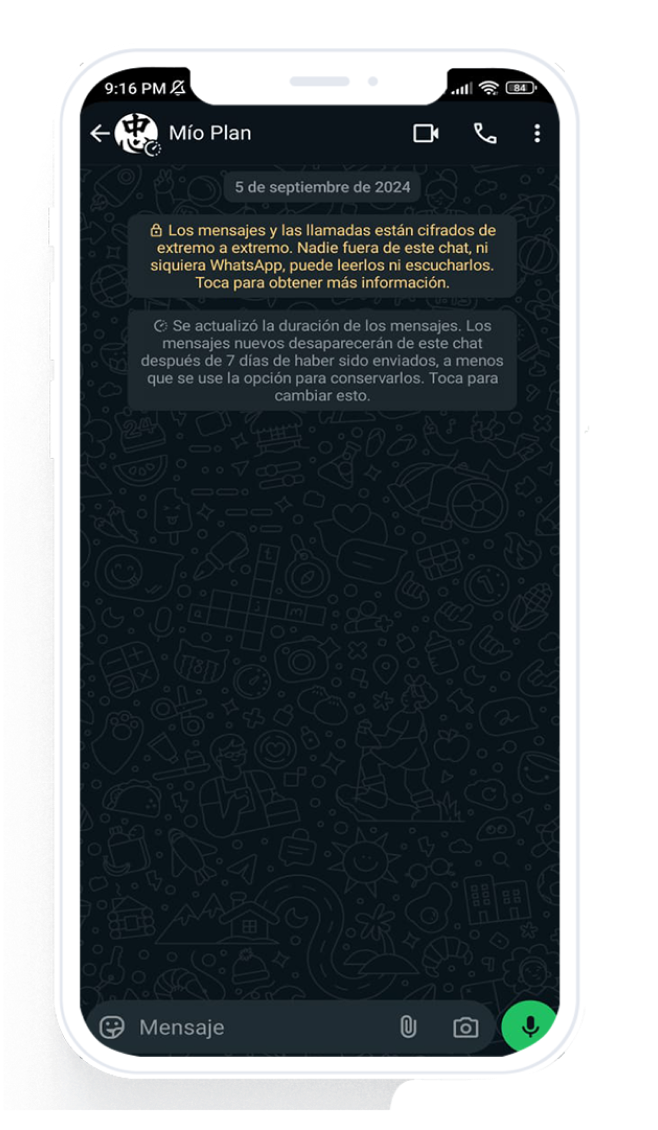 9:16 PM
84
忠
Mío Plan
5 de septiembre de 2024
Los mensajes y las llamadas están cifrados de
extremo a extremo. Nadie fuera de este chat, ni
siquiera WhatsApp, puede leerlos ni escucharlos.
Toca para obtener más información.
Se actualizó la duración de los mensajes. Los
mensajes nuevos desaparecerán de este chat
después de 7 días de haber sido enviados, a menos
que se use la opción para conservarlos. Toca para
cambiar esto.
Mensaje